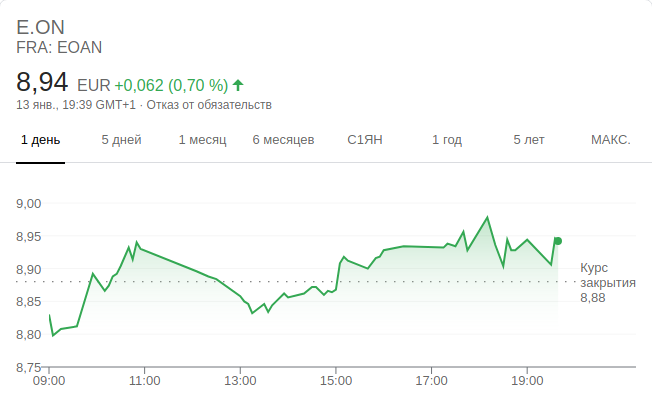 E.ON
FRA: EOAN
8,94 EUR +0,062 (0,70 %)
13 янв., 19:39 GMT+1 · Отказ от обязательств
1 день 5 дней 1 месяц 6 месяцев С1ЯН 1 год 5 лет МАКС.
9,00
8,95
8,90
8,85
8,80
8,75
Курс
закрытия
8,88
09:00 11:00 13:00 15:00 17:00 19:00